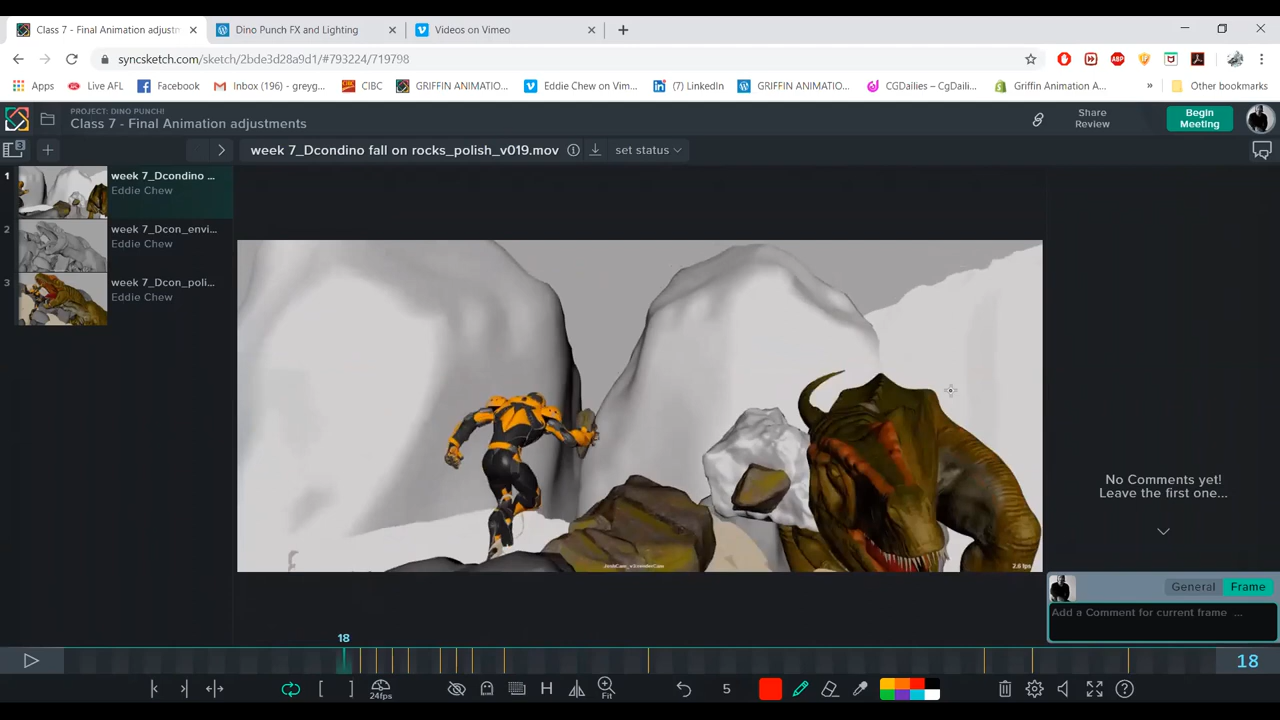 Class 7 - Final Animation adjustm
Dino Punch FX and Lighting
Videos on Vimeo
syncsketch.com/sketch/2bde3d28a9d1/#793224/719798
Apps
Live AFL
Facebook
Inbox (196) - greyg...
CIBC
GRIFFIN ANIMATIO...
Eddie Chew on Vim...
(7) LinkedIn
GRIFFIN ANIMATIO...
CGDailies – CgDaili...
Griffin Animation A...
»
Other bookmarks
PROJECT: DINO PUNCH!
Class 7 - Final Animation adjustments
Share
Review
Begin
Meeting
3
week 7_Dcondino fall on rocks_polish_v019.mov
set status
1
week 7_Dcondino ...
Eddie Chew
2
week 7_Dcon_envi...
Eddie Chew
3
week 7_Dcon_poli...
Eddie Chew
2.6 fps
No Comments yet!
Leave the first one...
General
Frame
Add a Comment for current frame ...
18
18
24fps
H
Fit
5